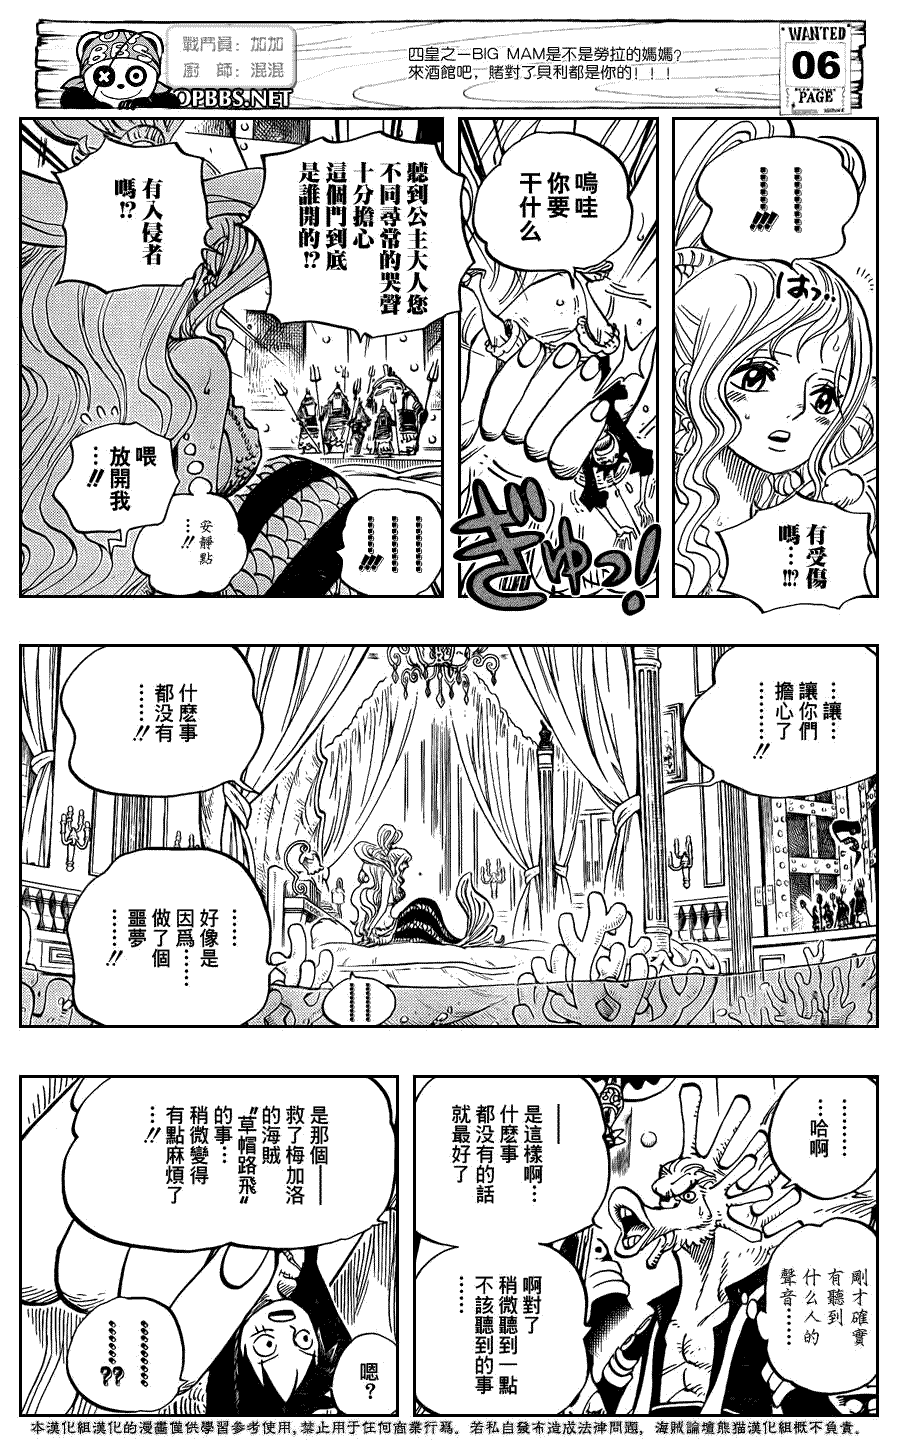 戰鬥員：加加
廚　師：混混
OPBBS.NET
四皇之一BIG MAM是不是勞拉的媽媽？
來酒館吧，賭對了貝利都是你的！！！
WANTED
06
PAGE
…………!!!
はっ…
有受傷
嗎…!!?
嗚哇
你要
干什么
ぎゅっ!
聽到公主大人您
不同尋常的哭聲
十分擔心
這個門到底
是誰開的!?
有入侵者
嗎!?
喂
放開我
…!!
安靜點
…!!
…………!!!
…讓…
讓你們
擔心了
………!!
什麽事
都没有
……!!
…
好像是
因爲……
做了個
噩夢
……!!
……
……
…哈啊
剛才確實
有聽到
什么人的
聲音……
——
是這樣啊…
什麽事
都没有的話
就最好了
啊對了
稍微聽到一點
不該聽到的事
……
是那個——
救了梅加洛
的海賊
“草帽路飛”
的事…
稍微變得
有點麻煩了
…!!
嗯？
…………??
本漢化組漢化的漫畫僅供學習參考使用，禁止用于任何商業行爲。若私自發布造成法律問題，海賊論壇熊猫漢化組概不負責。